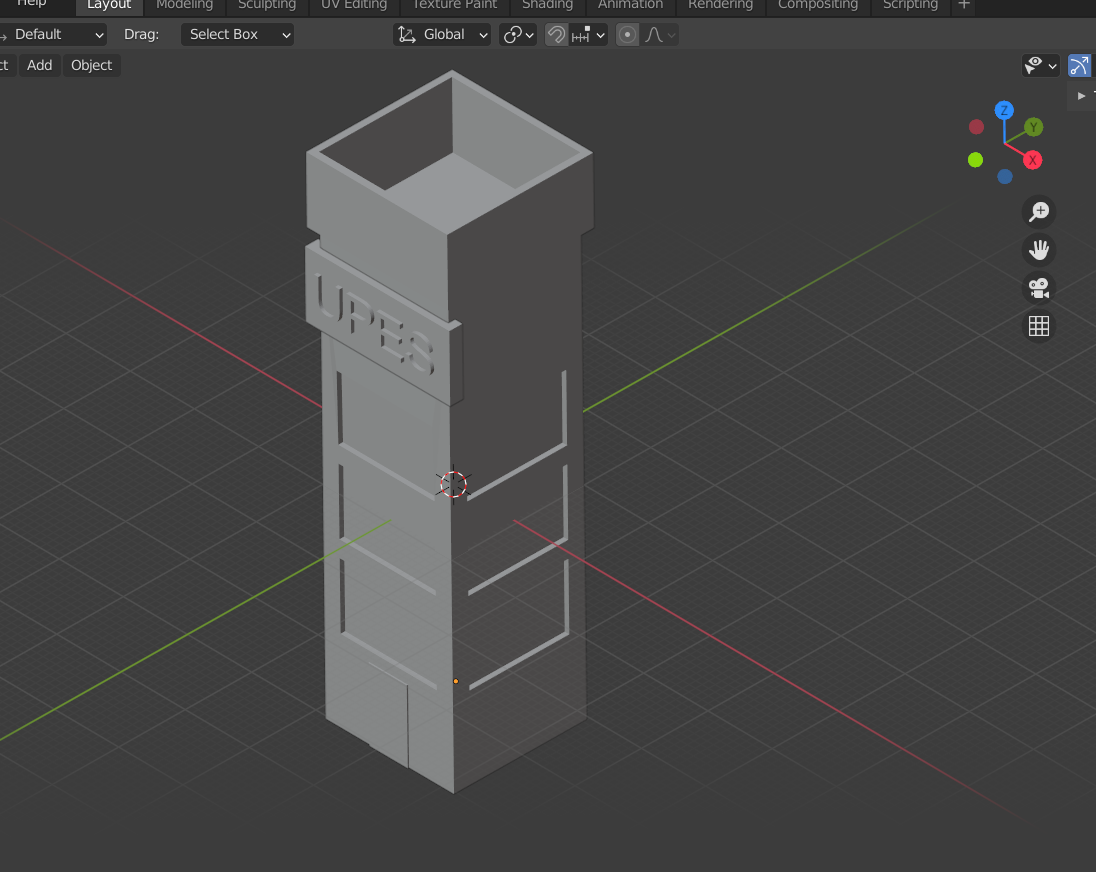 Help Layout Modeling Sculpting UV Editing Texture Paint Shading Animation Rendering Compositing Scripting +
Default Drag: Select Box Global
Add Object
Z
Y
X
UPES